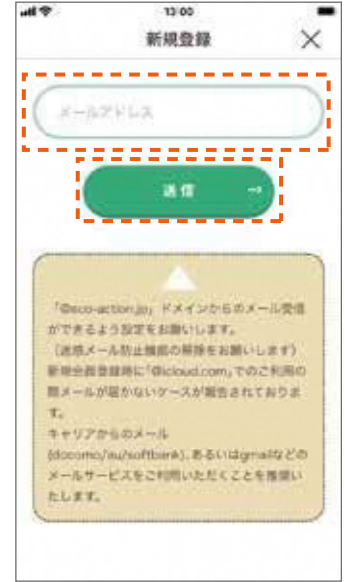 13:00
新規登録
メールアドレス
送信
「@eco-action.jp」ドメインからのメール受信
ができるよう設定をお願いします。
(迷惑メール防止機能の解除をお願いします)
新規会員登録時に「@icloud.com」でのご利用の
際メールが届かないケースが報告されておりま
す。
キャリアからのメール
(docomo/au/softbank)、あるいはgmailなどの
メールサービスをご利用いただくことを推奨い
たします。